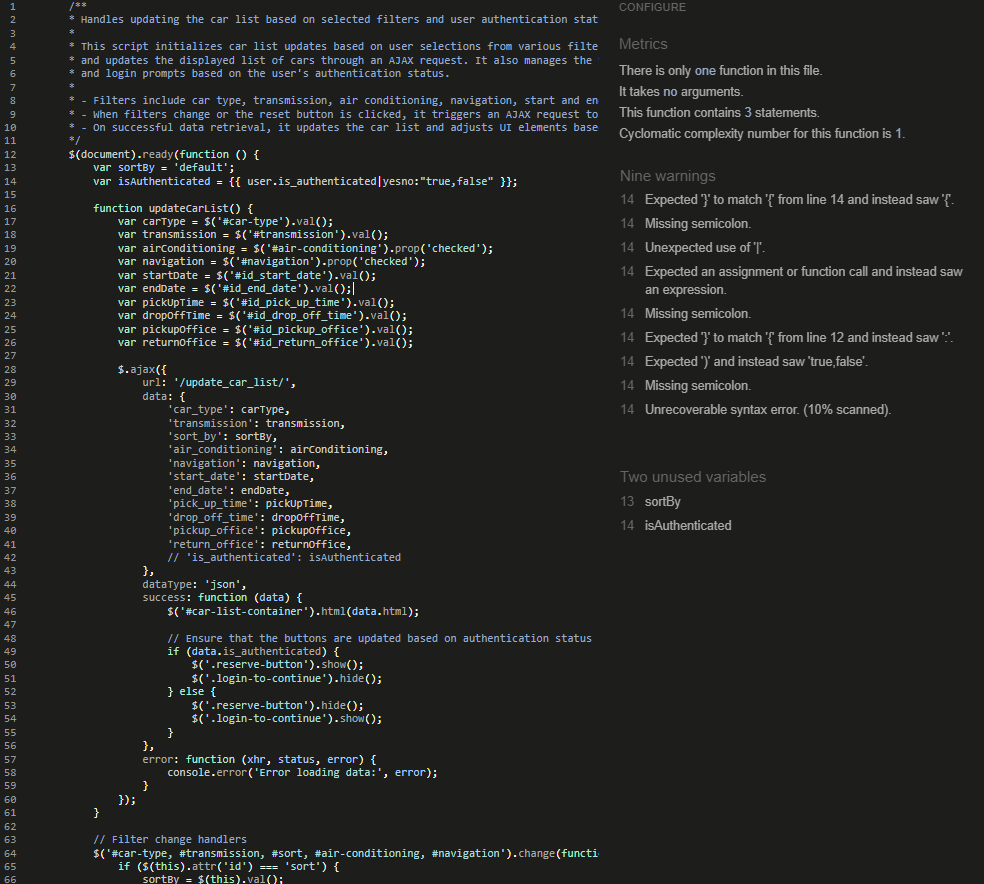 1 /**
2 * Handles updating the car list based on selected filters and user authentication stat
3 *
4 * This script initializes car list updates based on user selections from various filte
5 * and updates the displayed list of cars through an AJAX request. It also manages the
6 * and login prompts based on the user's authentication status.
7 *
8 * - Filters include car type, transmission, air conditioning, navigation, start and en
9 * - When filters change or the reset button is clicked, it triggers an AJAX request to
10 * - On successful data retrieval, it updates the car list and adjusts UI elements base
11 */
12 $(document).ready(function () {
13 var sortBy = 'default';
14 var isAuthenticated = {{ user.is_authenticated|yesno:"true,false" }};
15
16 function updateCarList() {
17 var carType = $('#car-type').val();
18 var transmission = $('#transmission').val();
19 var airConditioning = $('#air-conditioning').prop('checked');
20 var navigation = $('#navigation').prop('checked');
21 var startDate = $('#id_start_date').val();
22 var endDate = $('#id_end_date').val();
23 var pickUpTime = $('#id_pick_up_time').val();
24 var dropOffTime = $('#id_drop_off_time').val();
25 var pickupOffice = $('#id_pickup_office').val();
26 var returnOffice = $('#id_return_office').val();
27
28 $.ajax({
29 url: '/update_car_list/',
30 data: {
31 'car_type': carType,
32 'transmission': transmission,
33 'sort_by': sortBy,
34 'air_conditioning': airConditioning,
35 'navigation': navigation,
36 'start_date': startDate,
37 'end_date': endDate,
38 'pick_up_time': pickUpTime,
39 'drop_off_time': dropOffTime,
40 'pickup_office': pickupOffice,
41 'return_office': returnOffice,
42 // 'is_authenticated': isAuthenticated
43 },
44 dataType: 'json',
45 success: function (data) {
46 $('#car-list-container').html(data.html);
47
48 // Ensure that the buttons are updated based on authentication status
49 if (data.is_authenticated) {
50 $('.reserve-button').show();
51 $('.login-to-continue').hide();
52 } else {
53 $('.reserve-button').hide();
54 $('.login-to-continue').show();
55 }
56 },
57 error: function (xhr, status, error) {
58 console.error('Error loading data:', error);
59 }
60 });
61 }
62
63 // Filter change handlers
64 $('#car-type, #transmission, #sort, #air-conditioning, #navigation').change(functi
65 if ($(this).attr('id') === 'sort') {
66 sortBy = $(this).val();
CONFIGURE
Metrics
There is only one function in this file.
It takes no arguments.
This function contains 3 statements.
Cyclomatic complexity number for this function is 1.
Nine warnings
14 Expected '}' to match '{' from line 14 and instead saw '{'.
14 Missing semicolon.
14 Unexpected use of '|'.
14 Expected an assignment or function call and instead saw
an expression.
14 Missing semicolon.
14 Expected '}' to match '{' from line 12 and instead saw ':'.
14 Expected ')' and instead saw 'true,false'.
14 Missing semicolon.
14 Unrecoverable syntax error. (10% scanned).
Two unused variables
13 sortBy
14 isAuthenticated